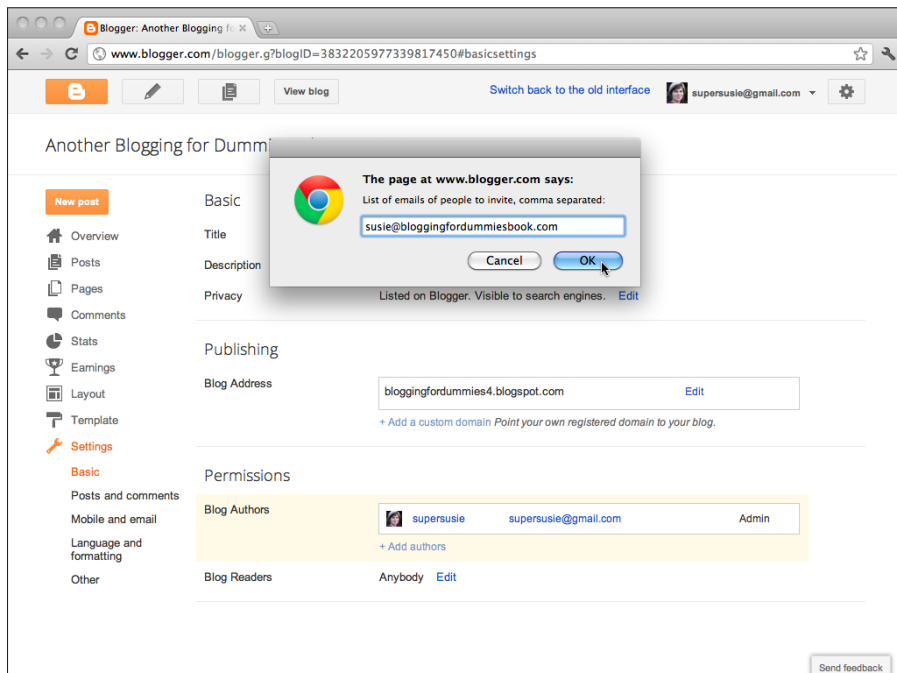 Blogger: Another Blogging fo
www.blogger.com/blogger.g?blogID=3832205977339817450#basicsettings
View blog
Switch back to the old interface
supersusie@gmail.com
Another Blogging for Dummi
The page at www.blogger.com says:
List of emails of people to invite, comma separated:
susie@bloggingfordummiesbook.com
Cancel
OK
New post
Overview
Posts
Pages
Comments
Stats
Earnings
Layout
Template
Settings
Basic
Posts and comments
Mobile and email
Language and
formatting
Other
Basic
Title
Description
Privacy
Listed on Blogger. Visible to search engines. Edit
Publishing
Blog Address
bloggingfordummies4.blogspot.com Edit
+ Add a custom domain Point your own registered domain to your blog.
Permissions
Blog Authors
supersusie supersusie@gmail.com Admin
+ Add authors
Blog Readers
Anybody Edit
Send feedback